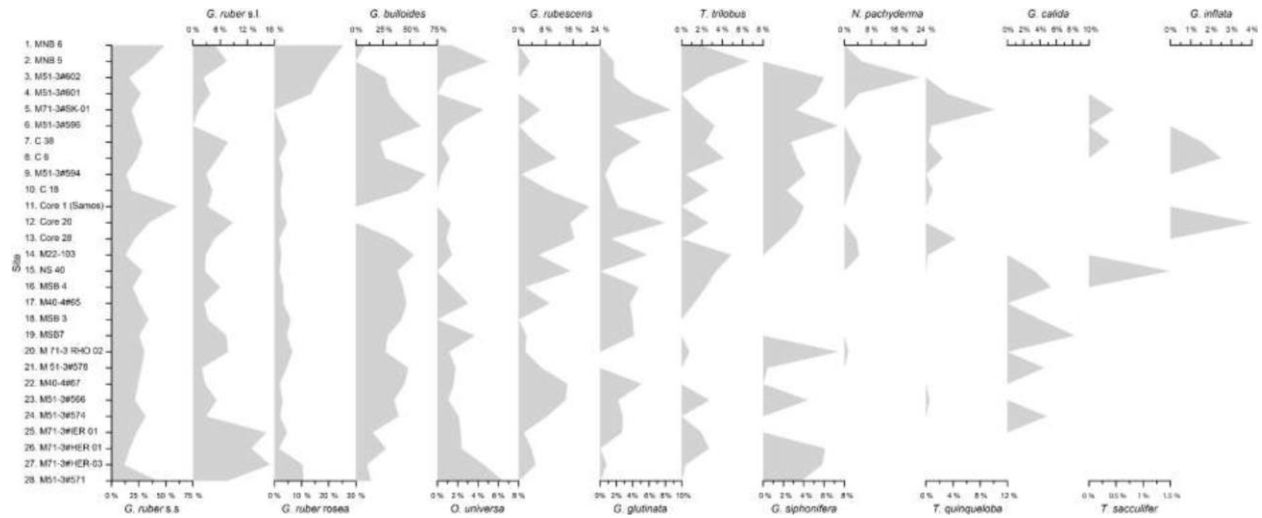 G. ruber s.l. G. bulloides G. rubescens T. trilobus N. pachyderma G. calida G. inflata
0% 6% 12% 18% 0% 25% 50% 75% 0% 8% 16% 24% 0% 2% 4% 6% 8% 0% 8% 16% 24% 0% 2% 4% 6% 8% 10% 0% 1% 2% 3% 4%
1. MNB 6
2. MNB 5
3. M51-3#602
4. M51-3#601
5. M71-3#SK-01
6. M51-3#596
7. C 38
8. C 6
9. M51-3#594
10. C 18
11. Core 1 (Samos)
12. Core 20
13. Core 28
14. M22-103
Site
15. NS 40
16. MSB 4
17. M40-4#65
18. MSB 3
19. MSB7
20. M 71-3 RHO 02
21. M 51-3#578
22. M40-4#67
23. M51-3#566
24. M51-3#574
25. M71-3#IER 01
26. M71-3#HER 01
27. M71-3#HER-03
28. M51-3#571
0% 25% 50% 75% 0% 10% 20% 30% 0% 2% 4% 6% 8% 0% 2% 4% 6% 8% 10% 0% 2% 4% 6% 8% 0% 4% 8% 12% 0% 0.5% 1% 1.5%
G. ruber s.s G. ruber rosea O. universa G. glutinata G. siphonifera T. quinqueloba T. sacculifer